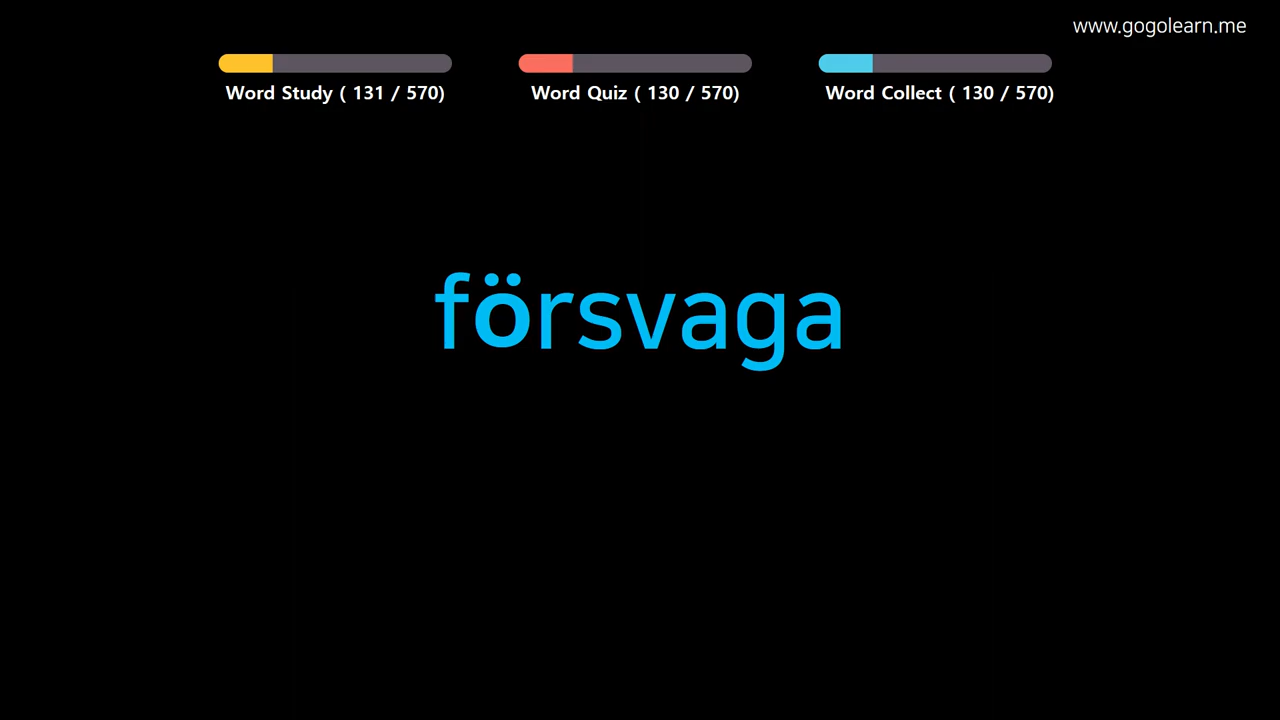 www.gogolearn.me
Word Study ( 131 / 570)
Word Quiz ( 130 / 570)
Word Collect ( 130 / 570)
försvaga